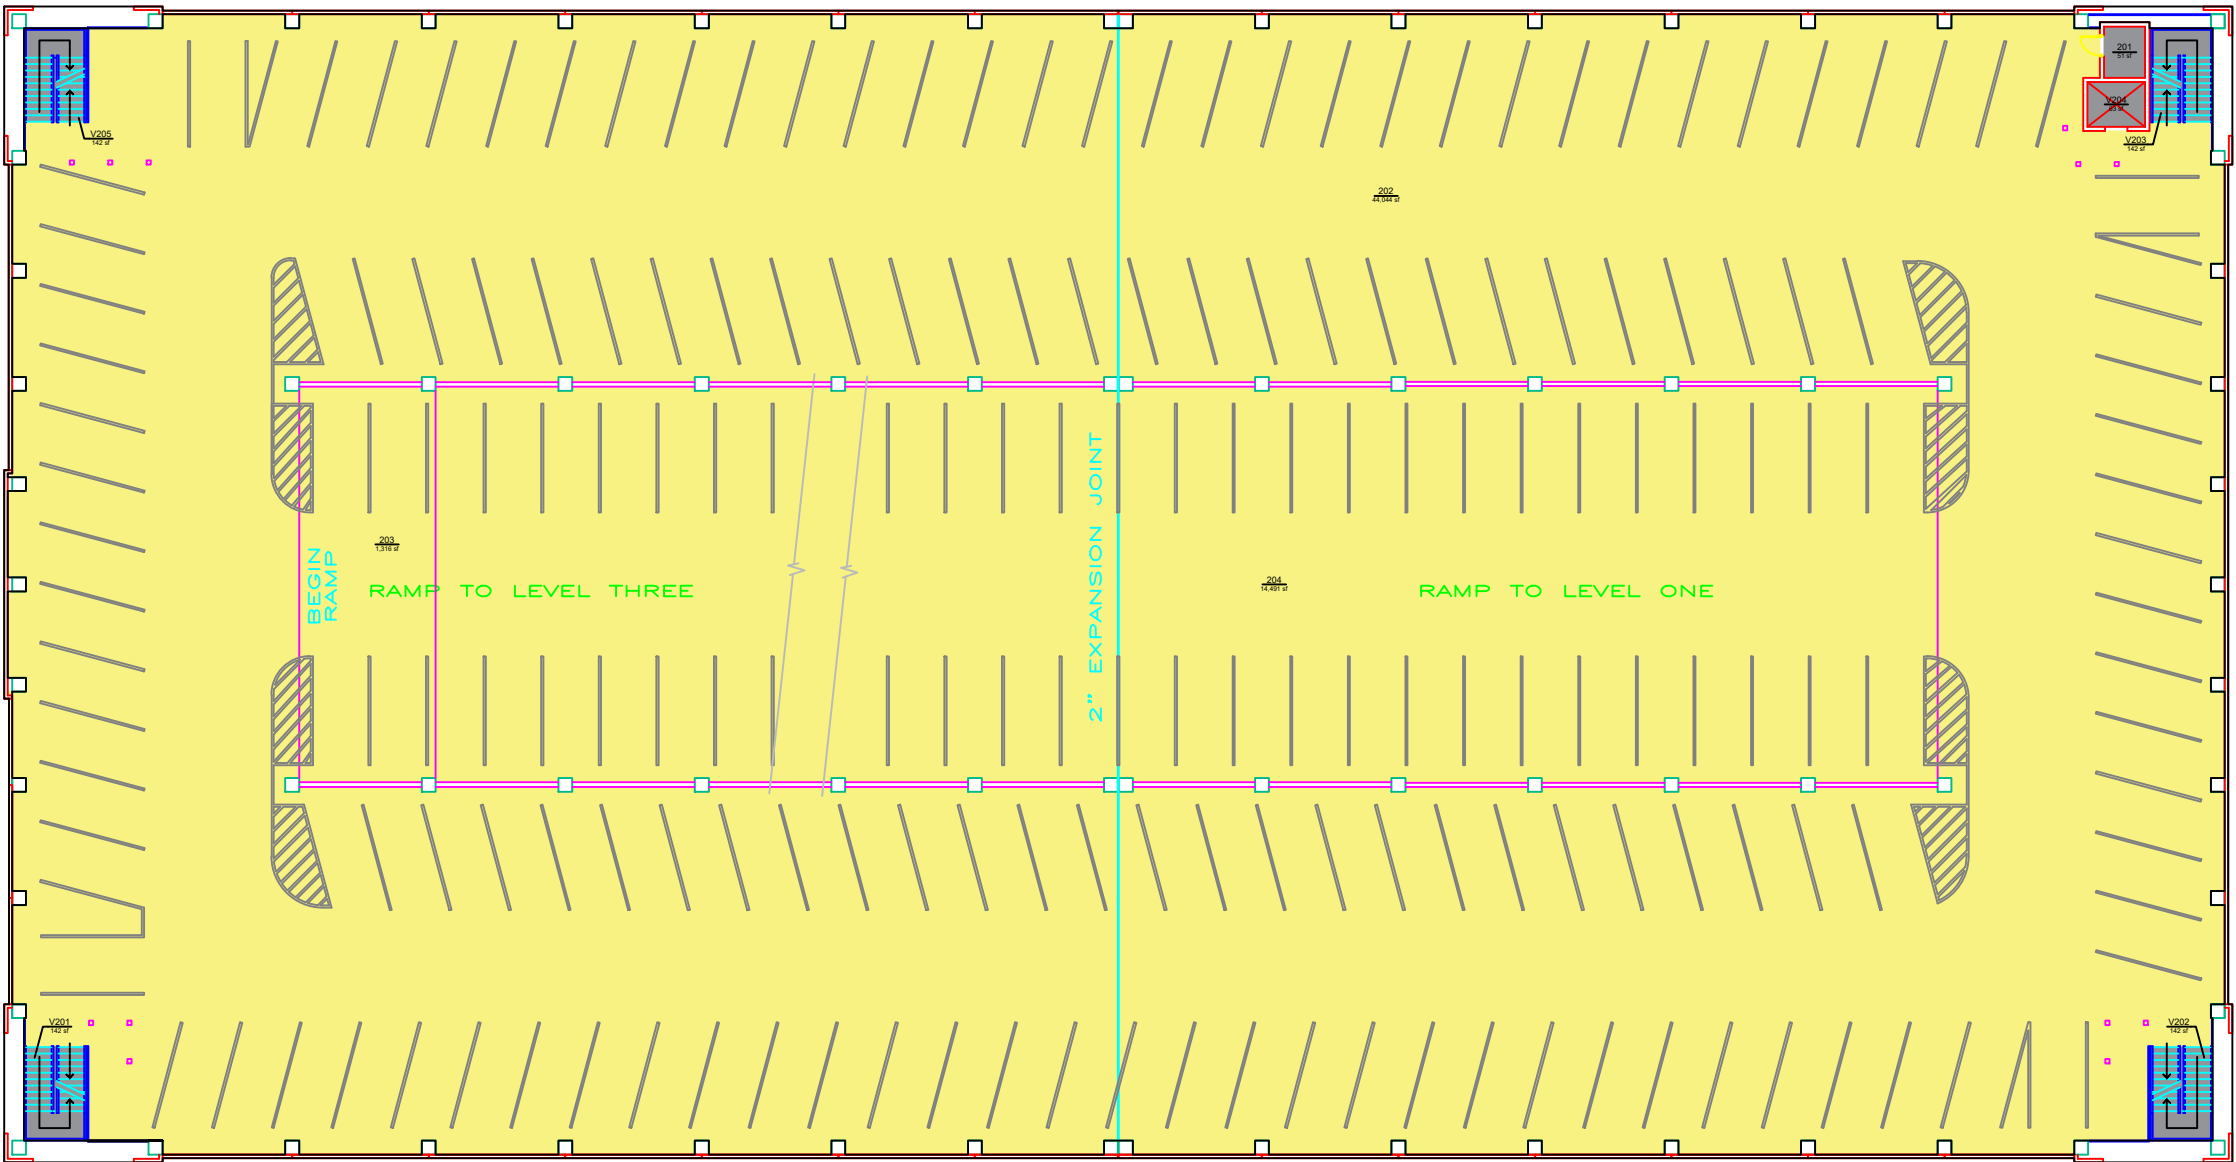 201
51 sf
V204
V205
142 sf
V203
142 sf
202
44,044 sf
203
1,316 sf
BEGIN
RAMP
RAMP TO LEVEL THREE
2" EXPANSION JOINT
204
14,491 sf
RAMP TO LEVEL ONE
V201
142 sf
V202
142 sf